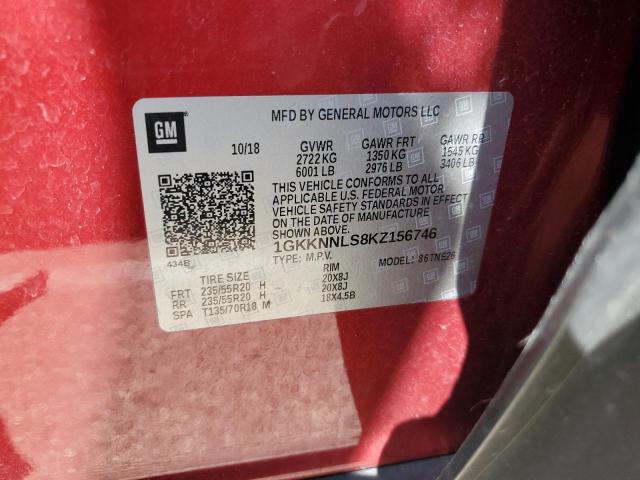 GM
MFD BY GENERAL MOTORS LLC
10/18 GVWR GAWR FRT GAWR RR
2722 KG 1350 KG 1545 KG
6001 LB 2976 LB 3406 LB
THIS VEHICLE CONFORMS TO ALL
APPLICABLE U.S. FEDERAL MOTOR
VEHICLE SAFETY STANDARDS IN EFFECT
ON THE DATE OF MANUFACTURE
SHOWN ABOVE.
1GKKNNLS8KZ156746
434B TYPE: M.P.V. MODEL: 86TNE26
TIRE SIZE RIM
FRT 235/55R20 H 20X8J
RR 235/55R20 H 20X8J
SPA T135/70R18 M 18X4.5B